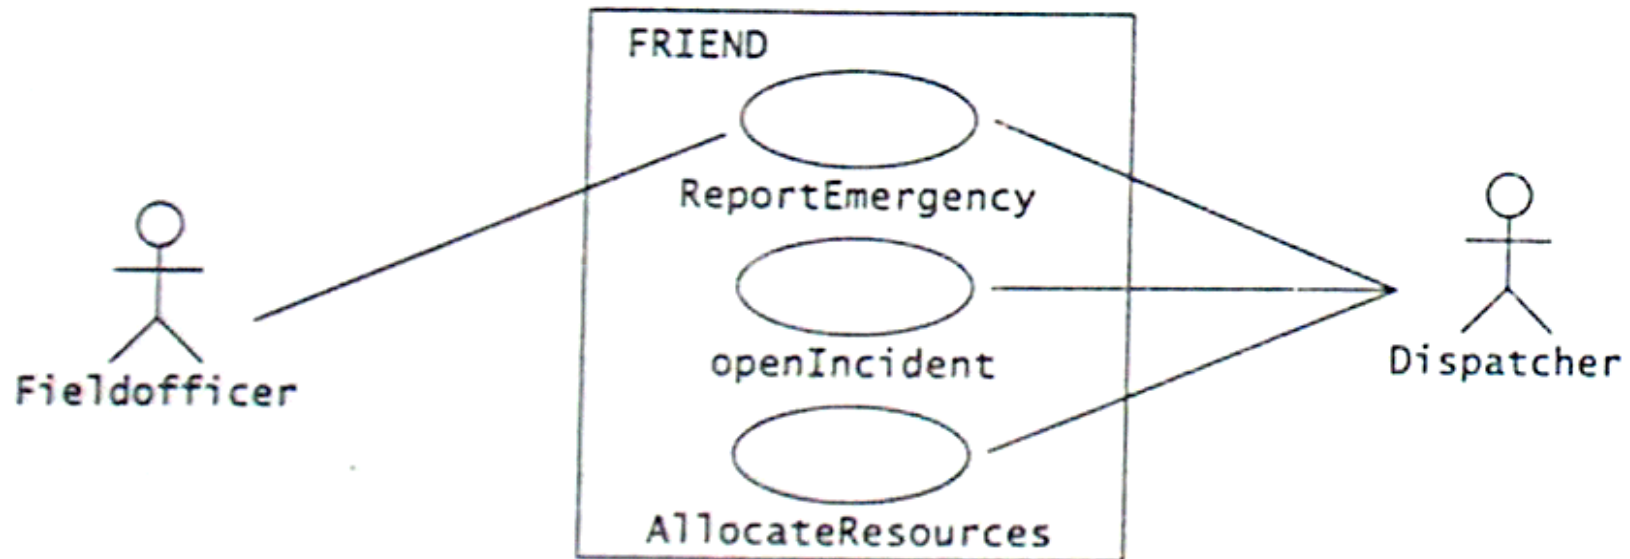 FRIEND
ReportEmergency
openIncident
AllocateResources
Fieldofficer
Dispatcher